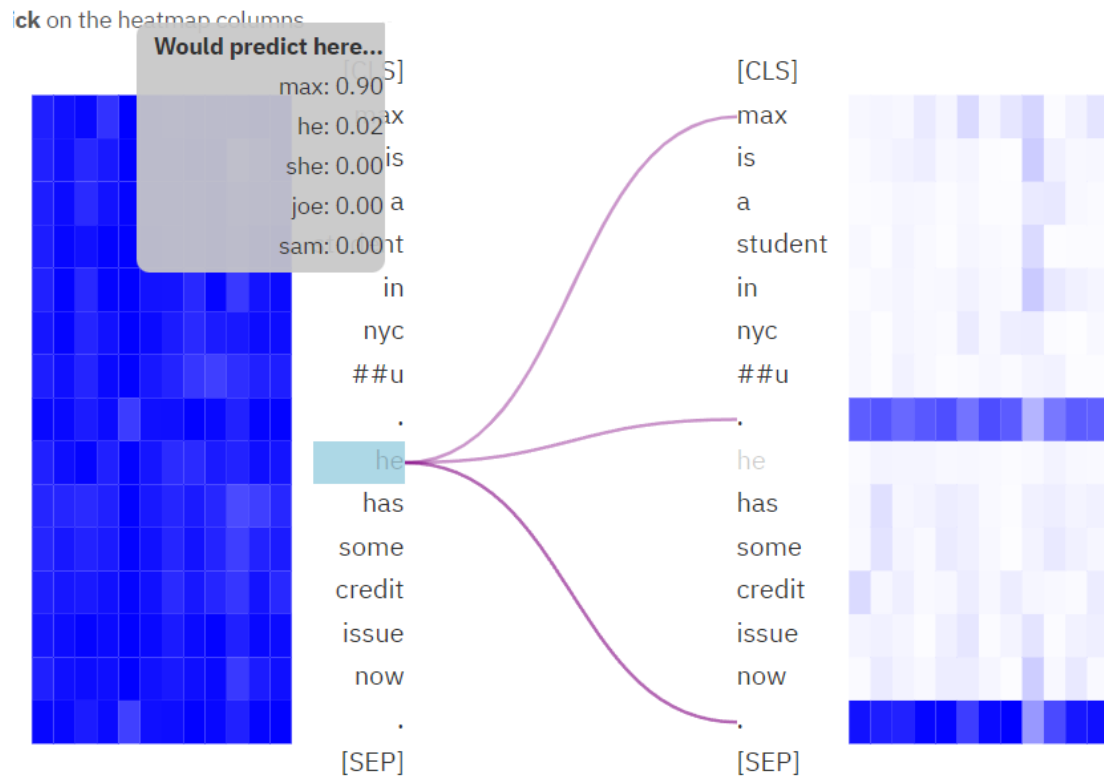 ick on the heatmap columns
Would predict here...
max: 0.90
he: 0.02
she: 0.00
joe: 0.00
sam: 0.00
[CLS]
max
is
a
student
in
nyc
##u
.
he
has
some
credit
issue
now
.
[SEP]
[CLS]
max
is
a
student
in
nyc
##u
.
he
has
some
credit
issue
now
.
[SEP]